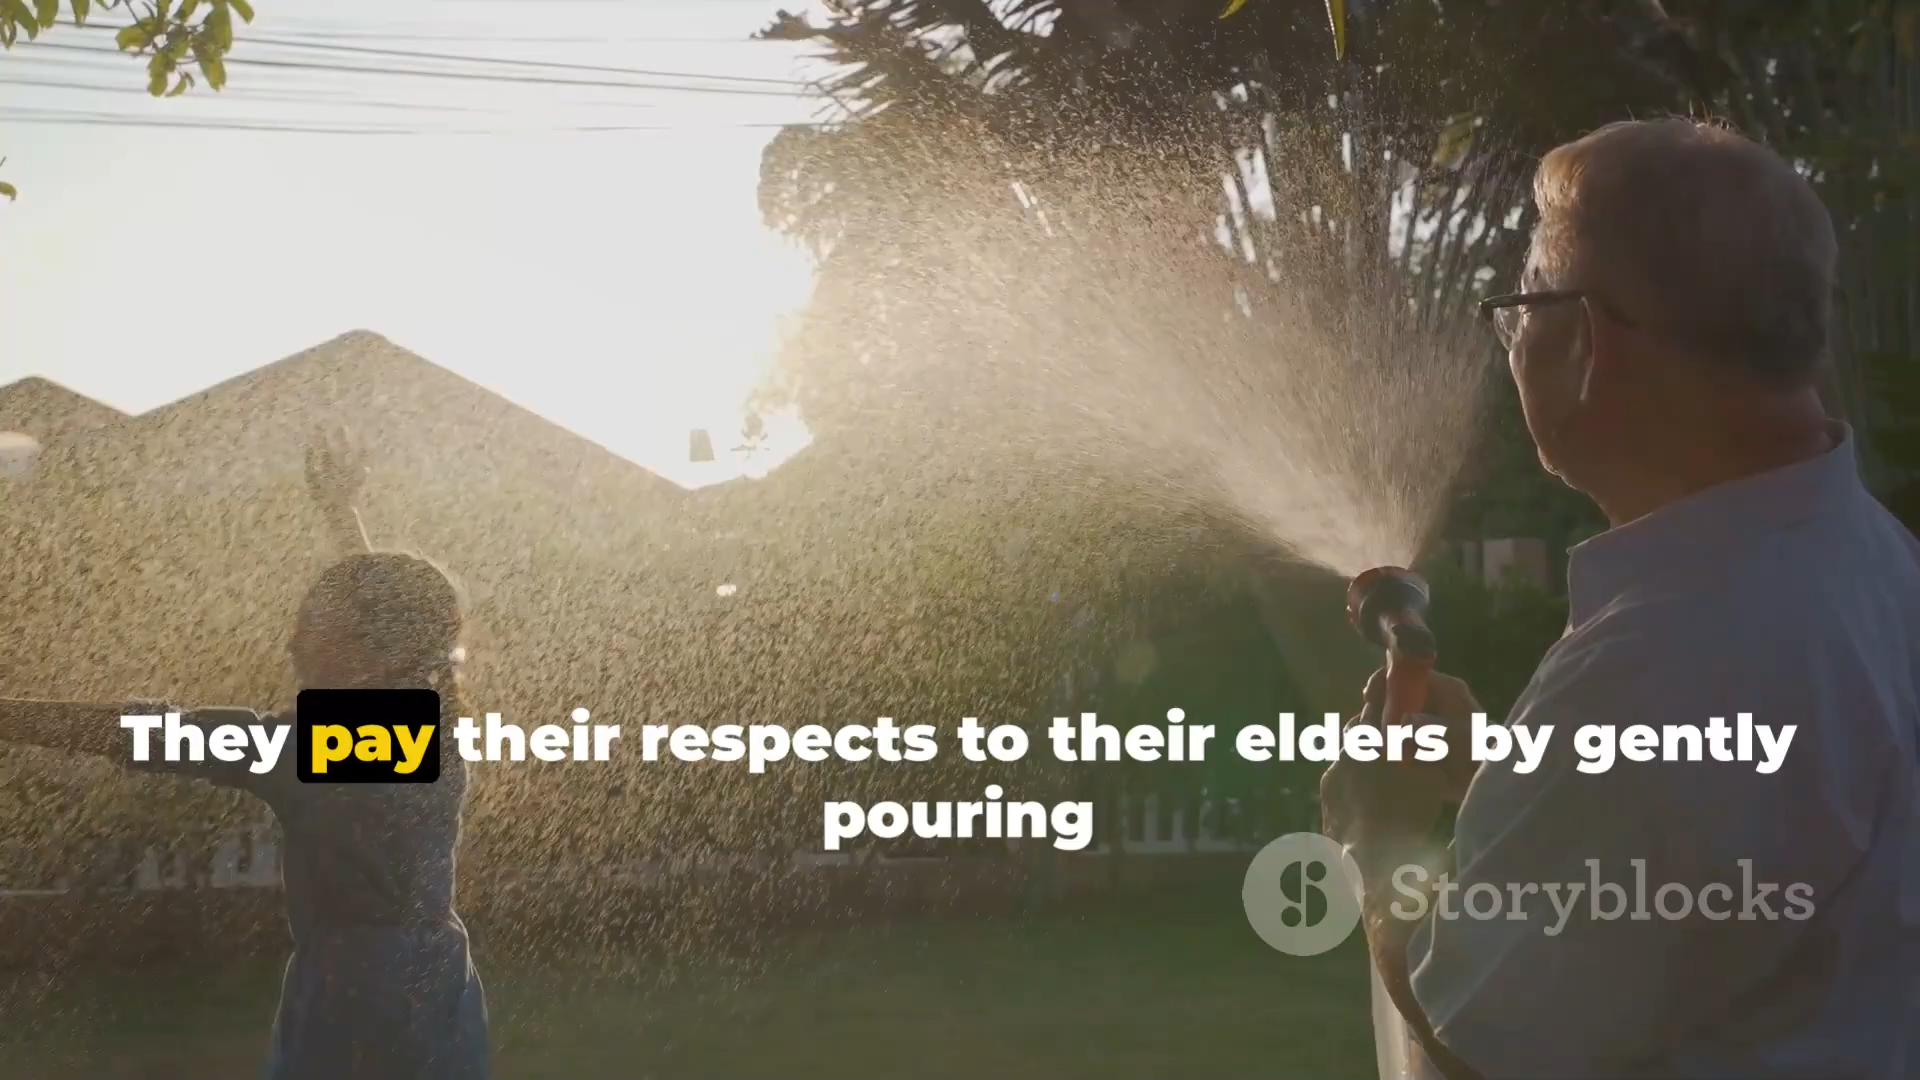 They pay their respects to their elders by gently
pouring
Storyblocks